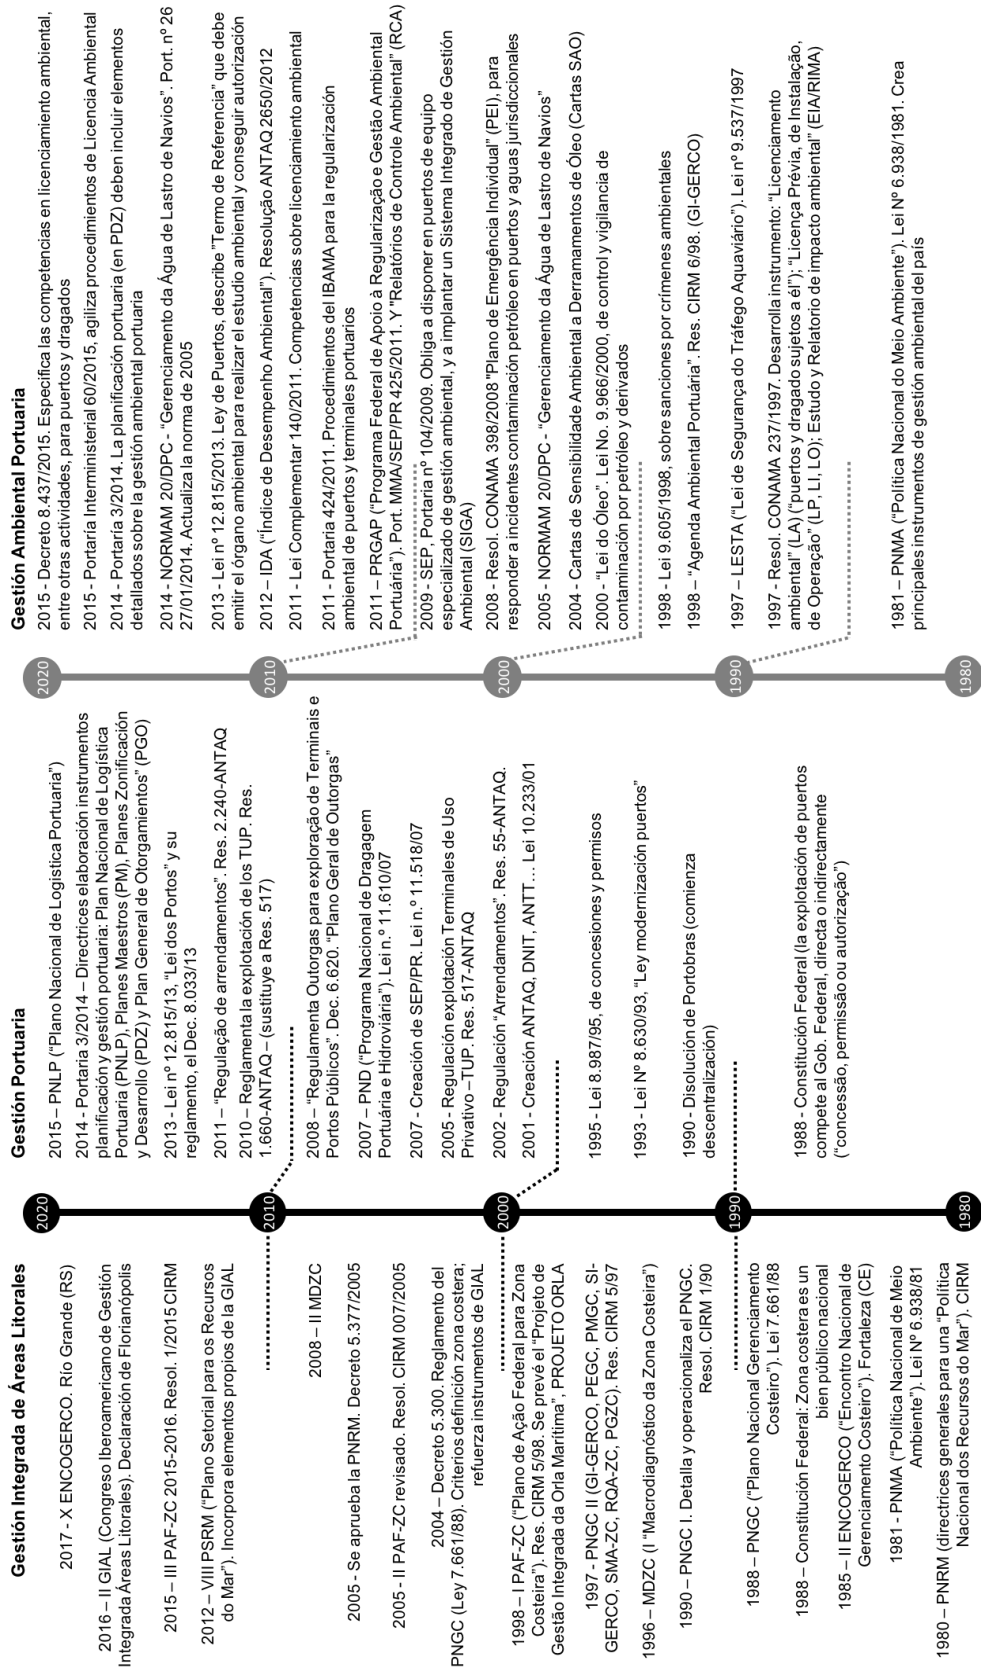 Gestión Integrada de Áreas Litorales
2017 - X ENCOGERCO. Río Grande (RS)
2016 – II GIAL (Congreso Iberoamericano de Gestión
Integrada Áreas Litorales). Declaración de Florianópolis
2015 – III PAF-ZC 2015-2016. Resol. 1/2015 CIRM
2012 – VIII PSRM (“Plano Setorial para os Recursos
do Mar”). Incorpora elementos propios de la GIAL
2008 – II MDZC
2005 - Se aprueba la PNRM. Decreto 5.377/2005
2005 - II PAF-ZC revisado. Resol. CIRM 007/2005
2004 – Decreto 5.300. Reglamento del
PNGC (Ley 7.661/88). Criterios definición zona costera;
refuerza instrumentos de GIAL
1998 – I PAF-ZC (“Plano de Ação Federal para Zona
Costeira”). Res. CIRM 5/98. Se prevé el “Projeto de
Gestão Integrada da Orla Marítima”, PROJETO ORLA
1997 - PNGC II (GI-GERCO, PEGC, PMGC, SI-
GERCO, SMA-ZC, RQA-ZC, PGZC). Res. CIRM 5/97
1996 – MDZC (I “Macrodiagnóstico da Zona Costeira”)
1990 – PNGC I. Detalla y operacionaliza el PNGC.
Resol. CIRM 1/90
1988 – PNGC (“Plano Nacional Gerenciamento
Costeiro”). Lei 7.661/88
1988 – Constitución Federal: Zona costera es un
bien público nacional
1985 – II ENCOGERCO (“Encontro Nacional de
Gerenciamento Costeiro”). Fortaleza (CE)
1981 - PNMA (“Política Nacional de Meio
Ambiente”). Lei Nº 6.938/81
1980 – PNRM (directrices generales para una “Política
Nacional dos Recursos do Mar”). CIRM
2020
2010
2000
1990
1980
Gestión Portuaria
2015 – PNLP (“Plano Nacional de Logística Portuaria”)
2014 - Portaria 3/2014 – Directrices elaboración instrumentos
planificación y gestión portuaria: Plan Nacional de Logística
Portuaria (PNLP), Planes Maestros (PM), Planes Zonificación
y Desarrollo (PDZ) y Plan General de Otorgamientos” (PGO)
2013 - Lei nº 12.815/13, “Lei dos Portos” y su
reglamento, el Dec. 8.033/13
2011 – “Regulação de arrendamentos”. Res. 2.240-ANTAQ
2010 – Reglamenta la explotación de los TUP. Res.
1.660-ANTAQ – (sustituye a Res. 517)
2008 – “Regulamenta Outorgas para exploração de Terminais e
Portos Públicos”. Dec. 6.620. “Plano Geral de Outorgas”
2007 – PND (“Programa Nacional de Dragagem
Portuária e Hidroviária”). Lei n.º 11.610/07
2007 - Creación de SEP/PR. Lei n.º 11.518/07
2005 - Regulación explotación Terminales de Uso
Privativo –TUP. Res. 517-ANTAQ
2002 - Regulación “Arrendamentos”. Res. 55-ANTAQ.
2001 - Creación ANTAQ, DNIT, ANTT… Lei 10.233/01
1995 - Lei 8.987/95, de concesiones y permisos
1993 - Lei Nº 8.630/93, “Ley modernización puertos”
1990 - Disolución de Portobras (comienza
descentralización)
1988 - Constitución Federal (la explotación de puertos
compete al Gob. Federal, directa o indirectamente
(“concessão, permissão ou autorização”)
2020
2010
2000
1990
1980
Gestión Ambiental Portuaria
2015 - Decreto 8.437/2015. Especifica las competencias en licenciamiento ambiental,
entre otras actividades, para puertos y dragados
2015 - Portaría Interministerial 60/2015, agiliza procedimientos de Licencia Ambiental
2014 - Portaría 3/2014. La planificación portuaria (en PDZ) deben incluir elementos
detallados sobre la gestión ambiental portuaria
2014 - NORMAM 20/DPC - “Gerenciamento da Água de Lastro de Navios”. Port. nº 26
27/01/2014. Actualiza la norma de 2005
2013 - Lei nº 12.815/2013. Ley de Puertos, describe ”Termo de Referencia” que debe
emitir el órgano ambiental para realizar el estudio ambiental y conseguir autorización
2012 – IDA (“Índice de Desempenho Ambiental”). Resolução ANTAQ 2650/2012
2011 - Lei Complementar 140/2011. Competencias sobre licenciamiento ambiental
2011 - Portaria 424/2011. Procedimientos del IBAMA para la regularización
ambiental de puertos y terminales portuarios
2011 – PRGAP (“Programa Federal de Apoio à Regularização e Gestão Ambiental
Portuária”). Port. MMA/SEP/PR 425/2011. Y ”Relatórios de Controle Ambiental” (RCA)
2009 - SEP, Portaria nº 104/2009. Obliga a disponer en puertos de equipo
especializado de gestión ambiental, y a implantar un Sistema Integrado de Gestión
Ambiental (SIGA)
2008 - Resol. CONAMA 398/2008 "Plano de Emergência Individual” (PEI), para
responder a incidentes contaminación petróleo en puertos y aguas jurisdiccionales
2005 - NORMAM 20/DPC - “Gerenciamento da Água de Lastro de Navios”
2004 - Cartas de Sensibilidade Ambiental a Derramamentos de Óleo (Cartas SAO)
2000 - “Lei do Óleo”. Lei No. 9.966/2000, de control y vigilancia de
contaminación por petróleo y derivados
1998 - Lei 9.605/1998, sobre sanciones por crímenes ambientales
1998 – “Agenda Ambiental Portuária”. Res. CIRM 6/98. (GI-GERCO)
1997 – LESTA (“Lei de Segurança do Tráfego Aquaviário”). Lei nº 9.537/1997
1997 - Resol. CONAMA 237/1997. Desarrolla instrumento: “Licenciamento
ambiental” (LA) (“puertos y dragado sujetos a él”); “Licença Prévia, de Instalação,
de Operação” (LP, LI, LO); Estudo y Relatorio de impacto ambiental” (EIA/RIMA)
1981 – PNMA (“Política Nacional do Meio Ambiente”). Lei Nº 6.938/1981. Crea
principales instrumentos de gestión ambiental del país